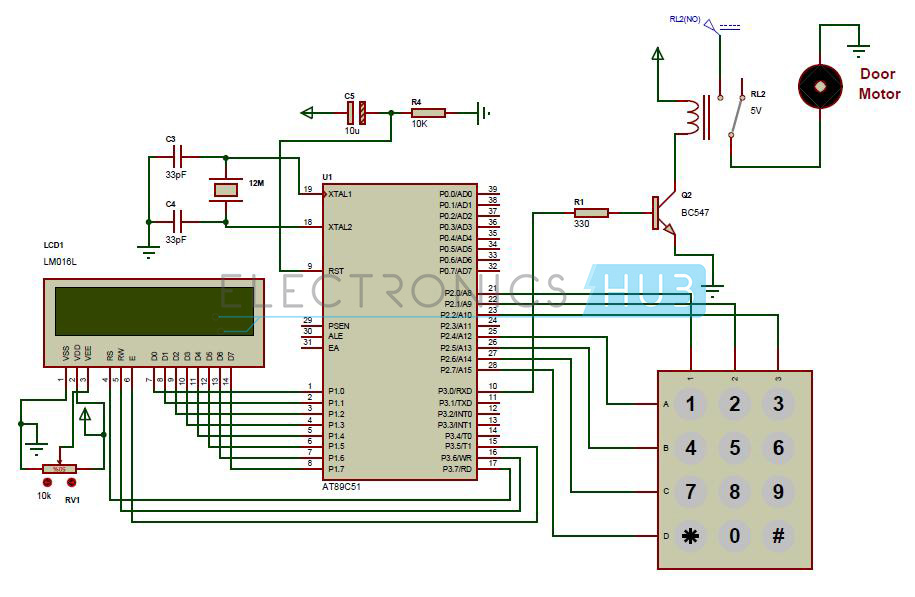 RL2(NO)
Door
Motor
RL2
5V
C5
10u
R4
10K
C3
33pF
12M
C4
33pF
U1
19 XTAL1
18 XTAL2
9 RST
29 PSEN
30 ALE
31 EA
1 P1.0
2 P1.1
3 P1.2
4 P1.3
5 P1.4
6 P1.5
7 P1.6
8 P1.7
P0.0/AD0 39
P0.1/AD1 38
P0.2/AD2 37
P0.3/AD3 36
P0.4/AD4 35
P0.5/AD5 34
P0.6/AD6 33
P0.7/AD7 32
P2.0/A8 21
P2.1/A9 22
P2.2/A10 23
P2.3/A11 24
P2.4/A12 25
P2.5/A13 26
P2.6/A14 27
P2.7/A15 28
P3.0/RXD 10
P3.1/TXD 11
P3.2/INT0 12
P3.3/INT1 13
P3.4/T0 14
P3.5/T1 15
P3.6/WR 16
P3.7/RD 17
AT89C51
R1
330
Q2
BC547
ELECTRONICS HUB
LCD1
LM016L
VSS VDD VEE RS RW E D0 D1 D2 D3 D4 D5 D6 D7
1 2 3 4 5 6 7 8 9 10 11 12 13 14
50%
10k
RV1
1 2 3
A 1 2 3
B 4 5 6
C 7 8 9
D * 0 #